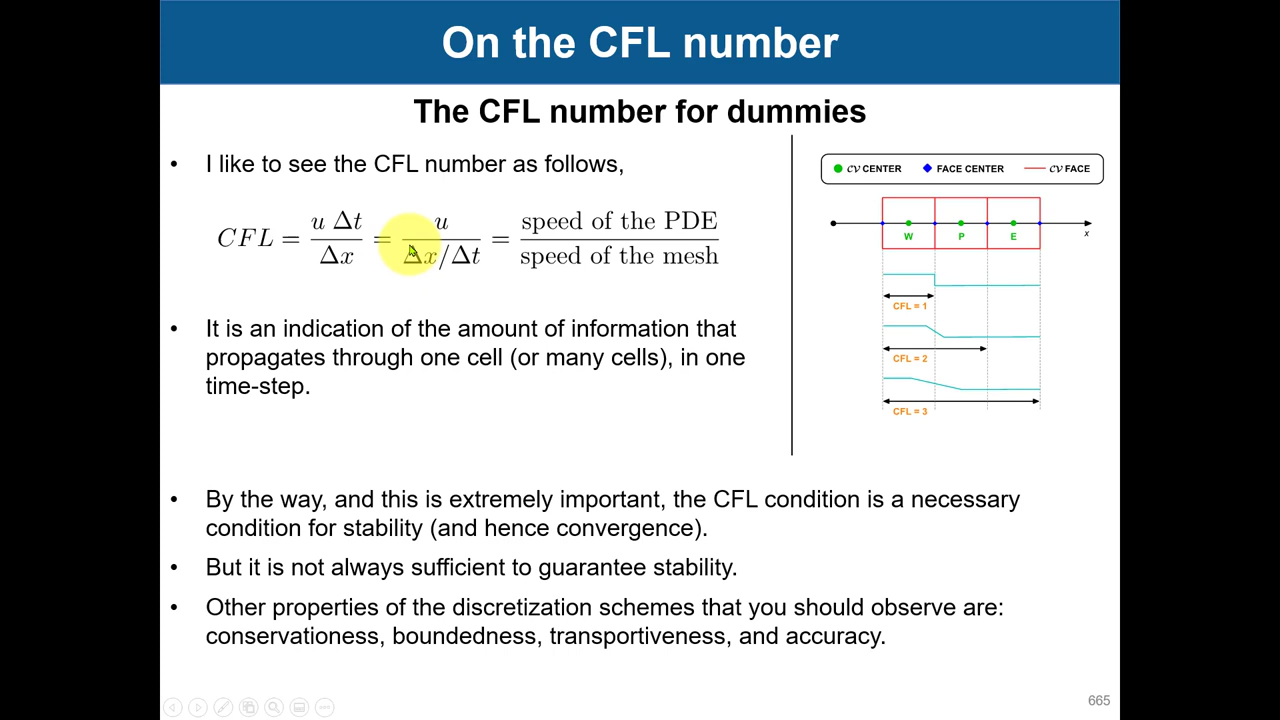 On the CFL number
The CFL number for dummies
• I like to see the CFL number as follows,
CFL = u Δt / Δx = u / Δx/Δt = speed of the PDE / speed of the mesh
• It is an indication of the amount of information that
propagates through one cell (or many cells), in one
time-step.
CV CENTER FACE CENTER CV FACE
W P E
x
CFL = 1
CFL = 2
CFL = 3
• By the way, and this is extremely important, the CFL condition is a necessary
condition for stability (and hence convergence).
• But it is not always sufficient to guarantee stability.
• Other properties of the discretization schemes that you should observe are:
conservationess, boundedness, transportiveness, and accuracy.
665